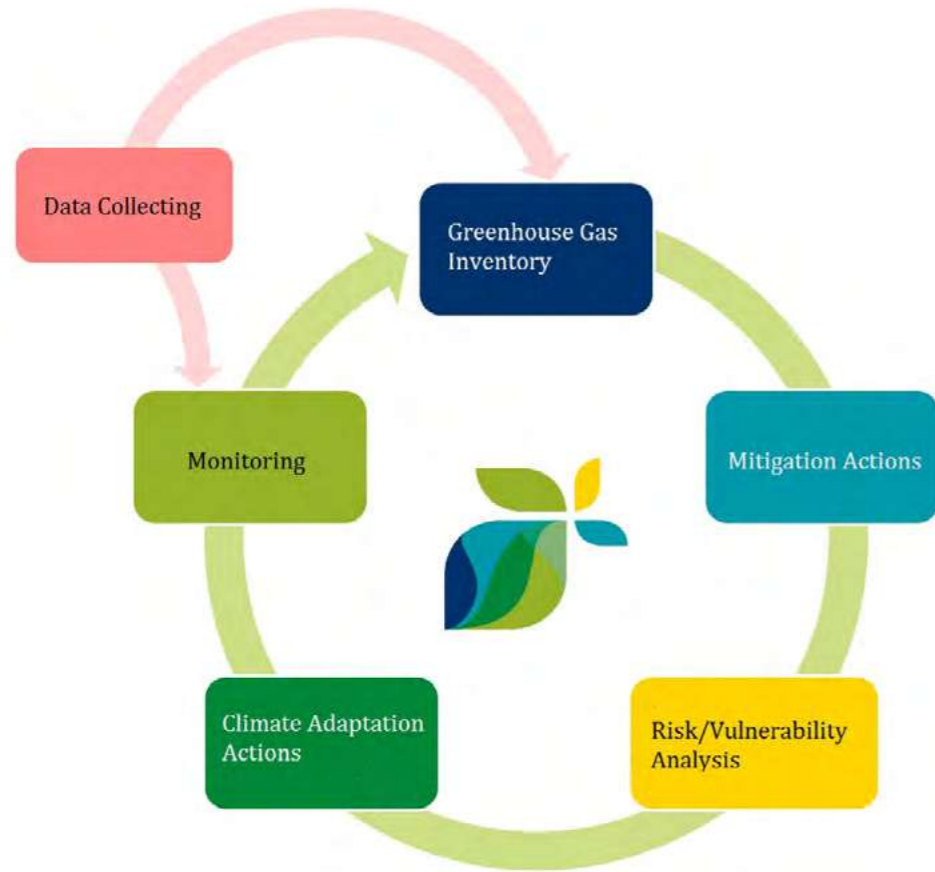 Data Collecting
Greenhouse Gas
Inventory
Monitoring
Mitigation Actions
Climate Adaptation
Actions
Risk/Vulnerability
Analysis